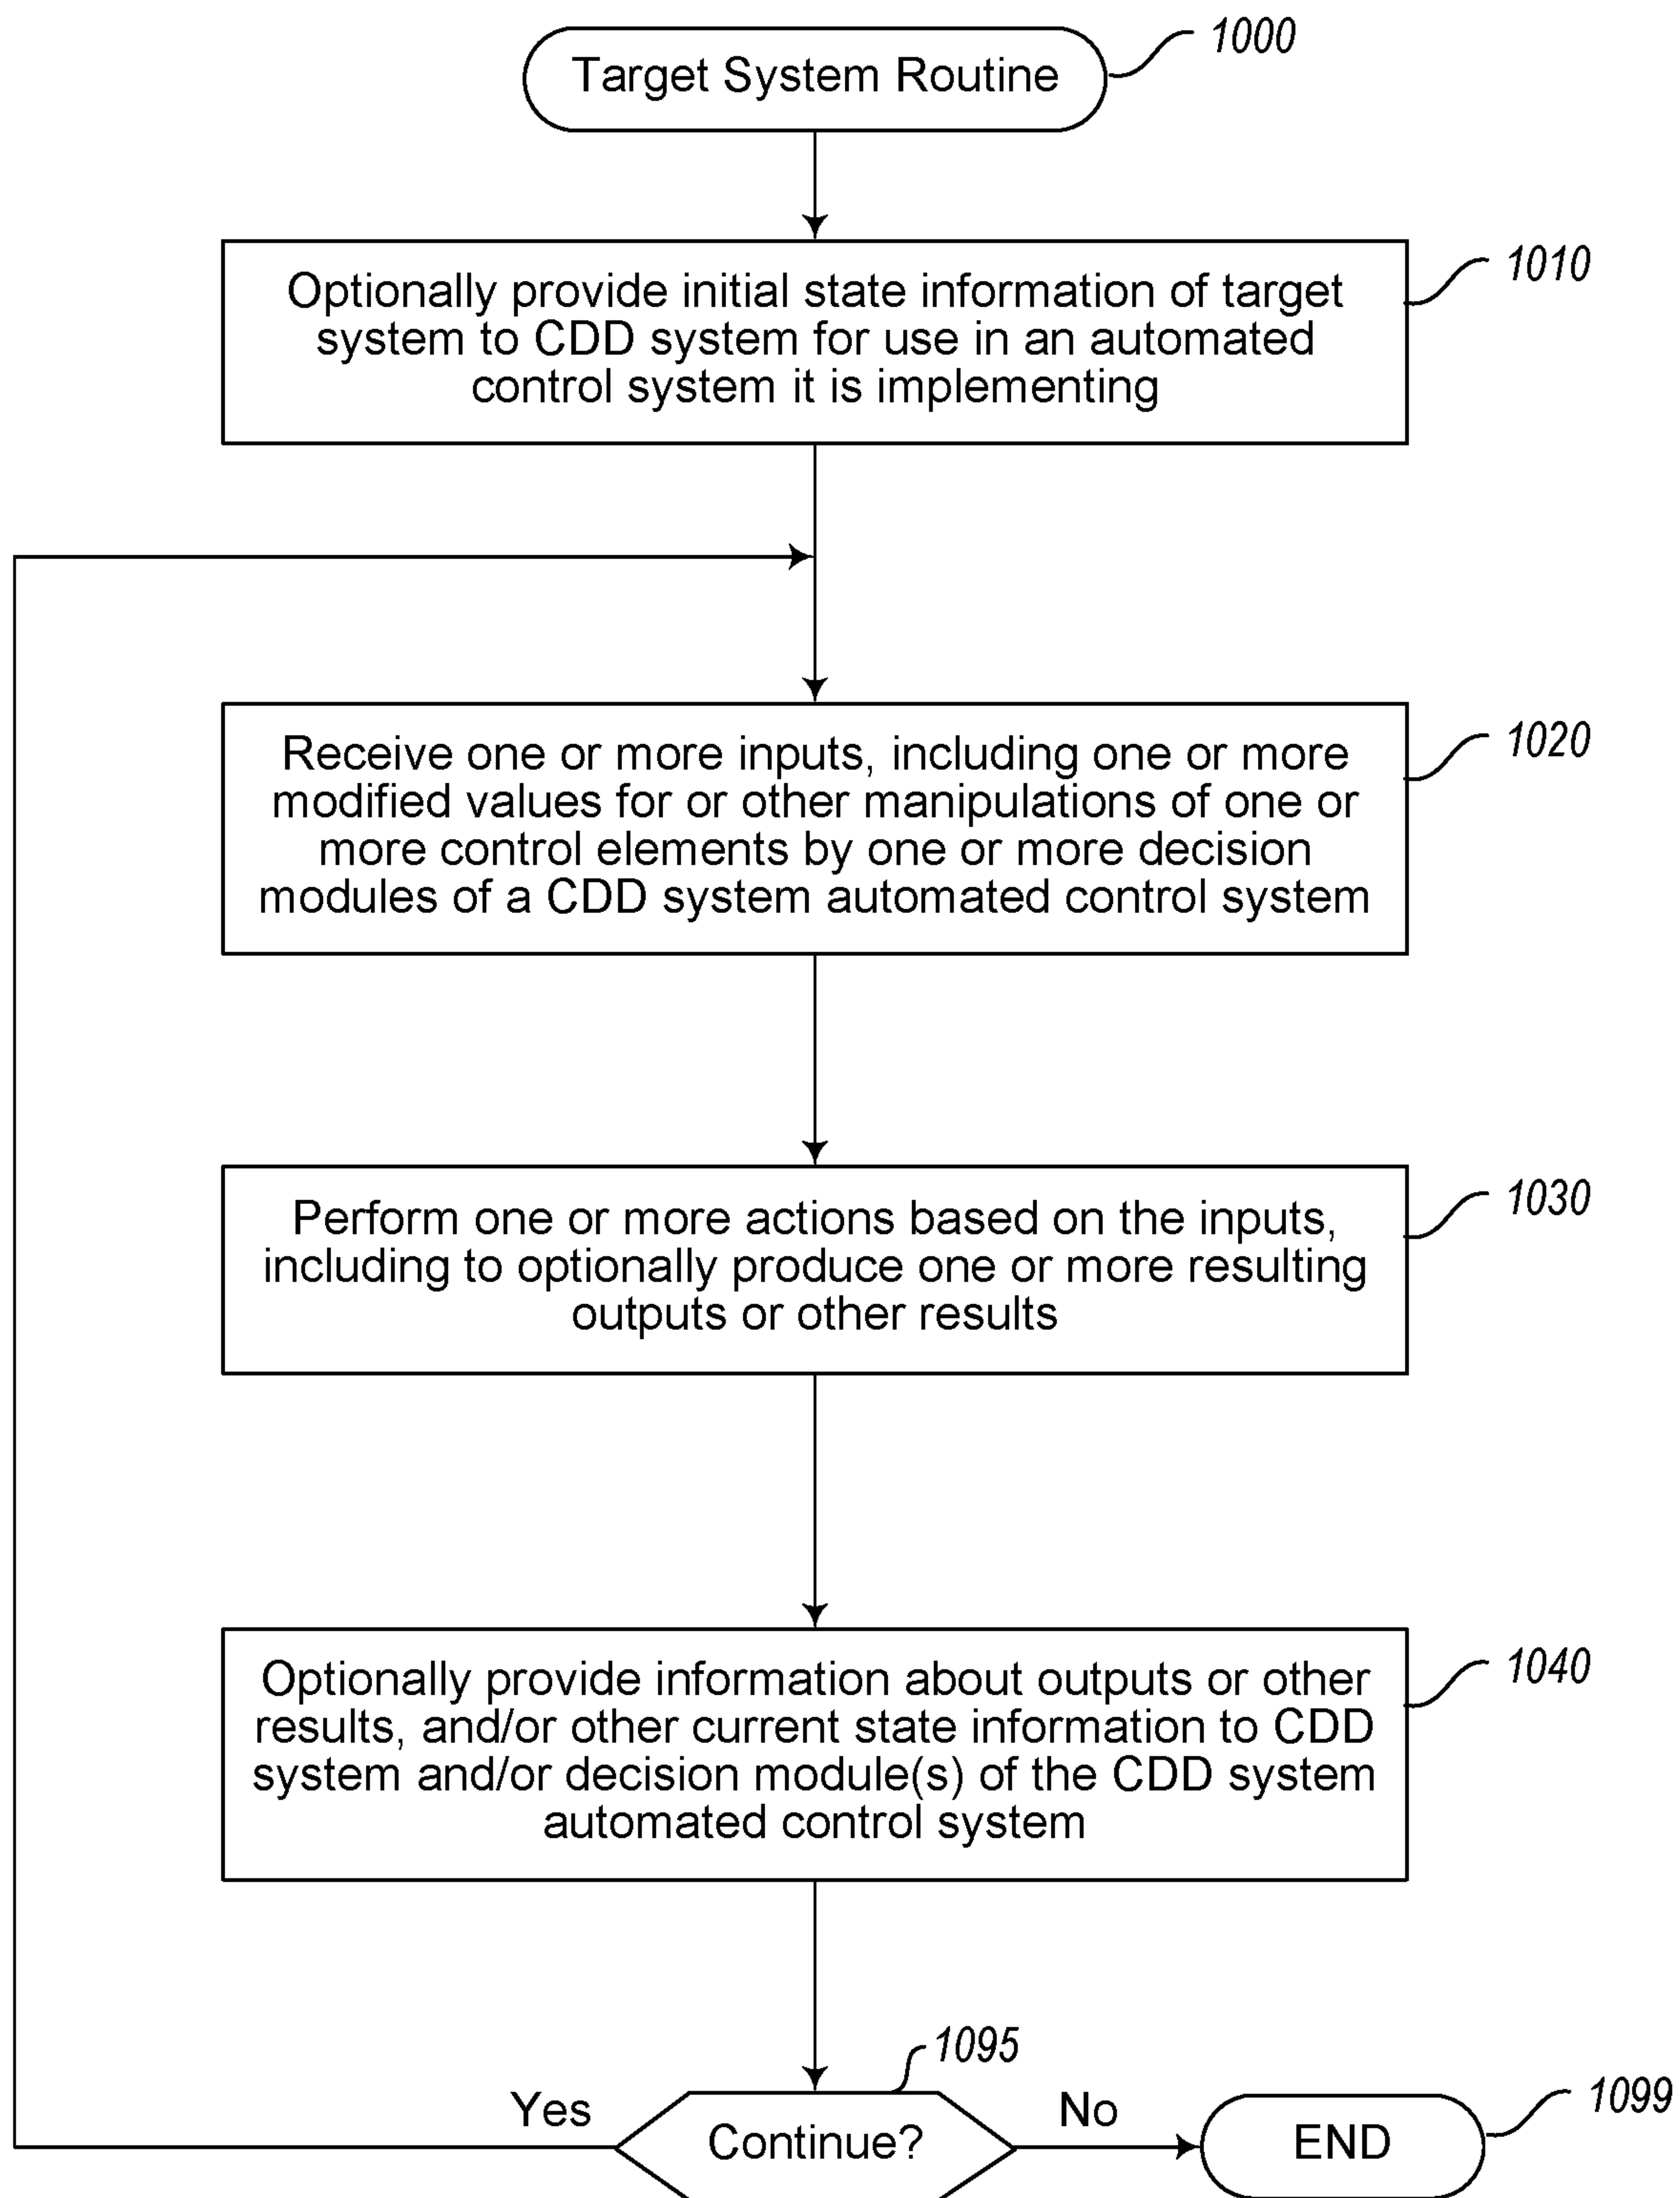 Target System Routine
1000
Optionally provide initial state information of target
system to CDD system for use in an automated
control system it is implementing
1010
Receive one or more inputs, including one or more
modified values for or other manipulations of one or
more control elements by one or more decision
modules of a CDD system automated control system
1020
Perform one or more actions based on the inputs,
including to optionally produce one or more resulting
outputs or other results
1030
Optionally provide information about outputs or other
results, and/or other current state information to CDD
system and/or decision module(s) of the CDD system
automated control system
1040
1095
Yes
Continue?
No
END
1099